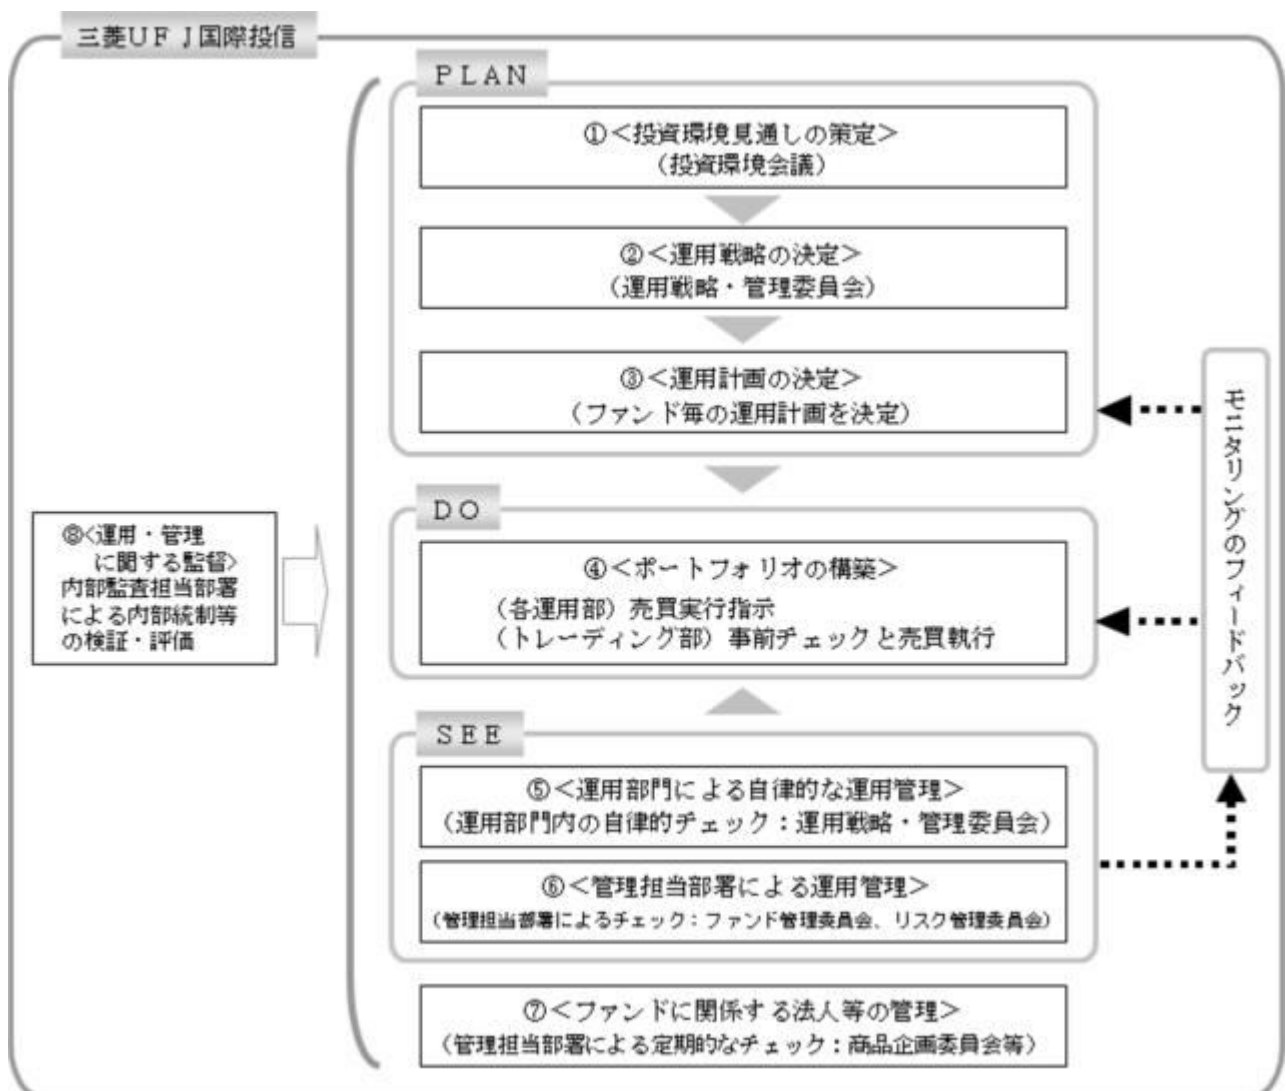 三菱ＵＦＪ国際投信
ＰＬＡＮ
①＜投資環境見通しの策定＞
（投資環境会議）
②＜運用戦略の決定＞
（運用戦略・管理委員会）
③＜運用計画の決定＞
（ファンド毎の運用計画を決定）
ＤＯ
④＜ポートフォリオの構築＞
（各運用部）売買実行指示
（トレーディング部）事前チェックと売買執行
ＳＥＥ
⑤＜運用部門による自律的な運用管理＞
（運用部門内の自律的チェック：運用戦略・管理委員会）
⑥＜管理担当部署による運用管理＞
（管理担当部署によるチェック：ファンド管理委員会、リスク管理委員会）
⑦＜ファンドに関係する法人等の管理＞
（管理担当部署による定期的なチェック：商品企画委員会等）
⑧＜運用・管理
に関する監督＞
内部監査担当部署
による内部統制等
の検証・評価
モニタリングのフィードバック